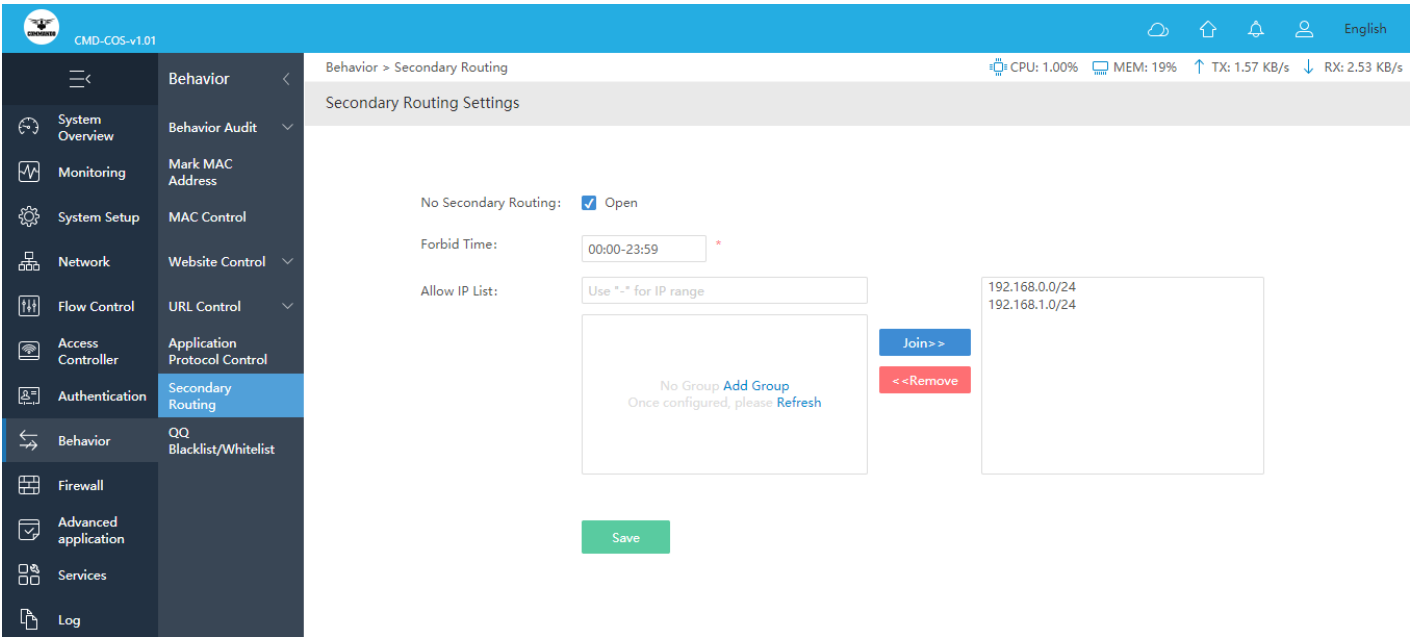 COMMANDO
CMD-COS-v1.01
English
Behavior
Behavior > Secondary Routing
CPU: 1.00%
MEM: 19%
TX: 1.57 KB/s
RX: 2.53 KB/s
Secondary Routing Settings
System
Overview
Monitoring
System Setup
Network
Flow Control
Access
Controller
Authentication
Behavior
Firewall
Advanced
application
Services
Log
Behavior Audit
Mark MAC
Address
MAC Control
Website Control
URL Control
Application
Protocol Control
Secondary
Routing
QQ
Blacklist/Whitelist
No Secondary Routing:
Open
Forbid Time:
00:00-23:59
*
Allow IP List:
Use "-" for IP range
No Group Add Group
Once configured, please Refresh
Join>>
<<Remove
192.168.0.0/24
192.168.1.0/24
Save